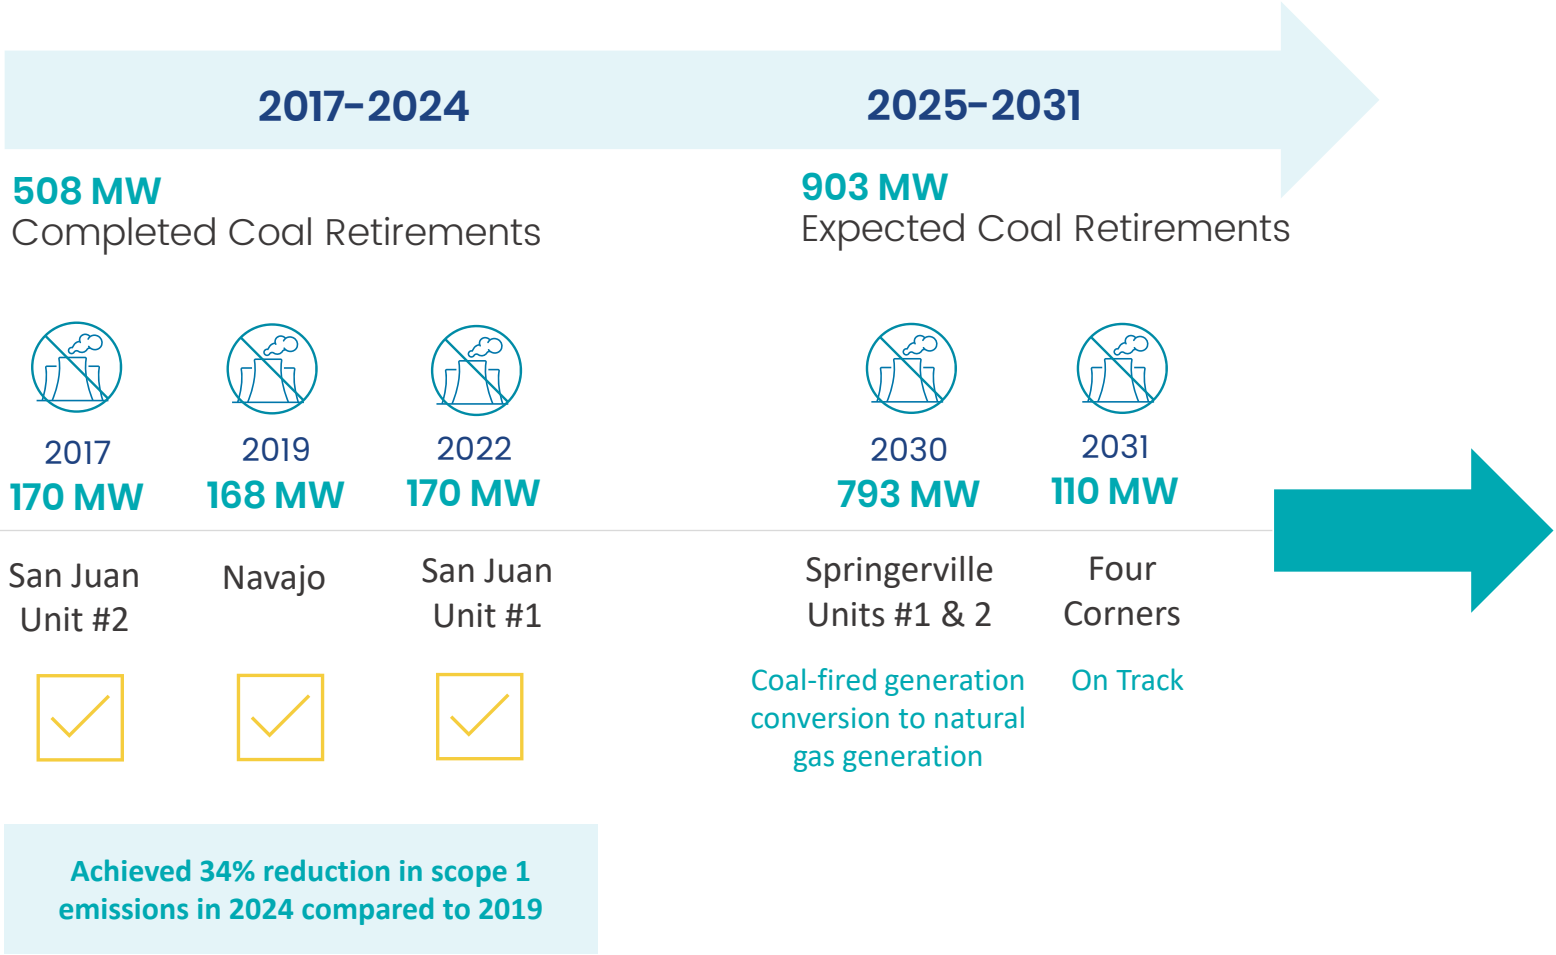 2017-2024
2025-2031
508 MW
Completed Coal Retirements
903 MW
Expected Coal Retirements
2017
170 MW
2019
168 MW
2022
170 MW
2030
793 MW
2031
110 MW
San Juan
Unit #2
Navajo
San Juan
Unit #1
Springerville
Units #1 & 2
Four
Corners
Coal-fired generation
conversion to natural
gas generation
On Track
Achieved 34% reduction in scope 1
emissions in 2024 compared to 2019